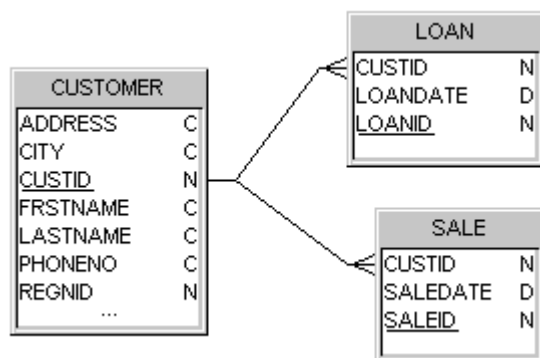 CUSTOMER
ADDRESS C
CITY C
CUSTID N
FRSTNAME C
LASTNAME C
PHONENO C
REGNID N
...
LOAN
CUSTID N
LOANDATE D
LOANID N
SALE
CUSTID N
SALEDATE D
SALEID N